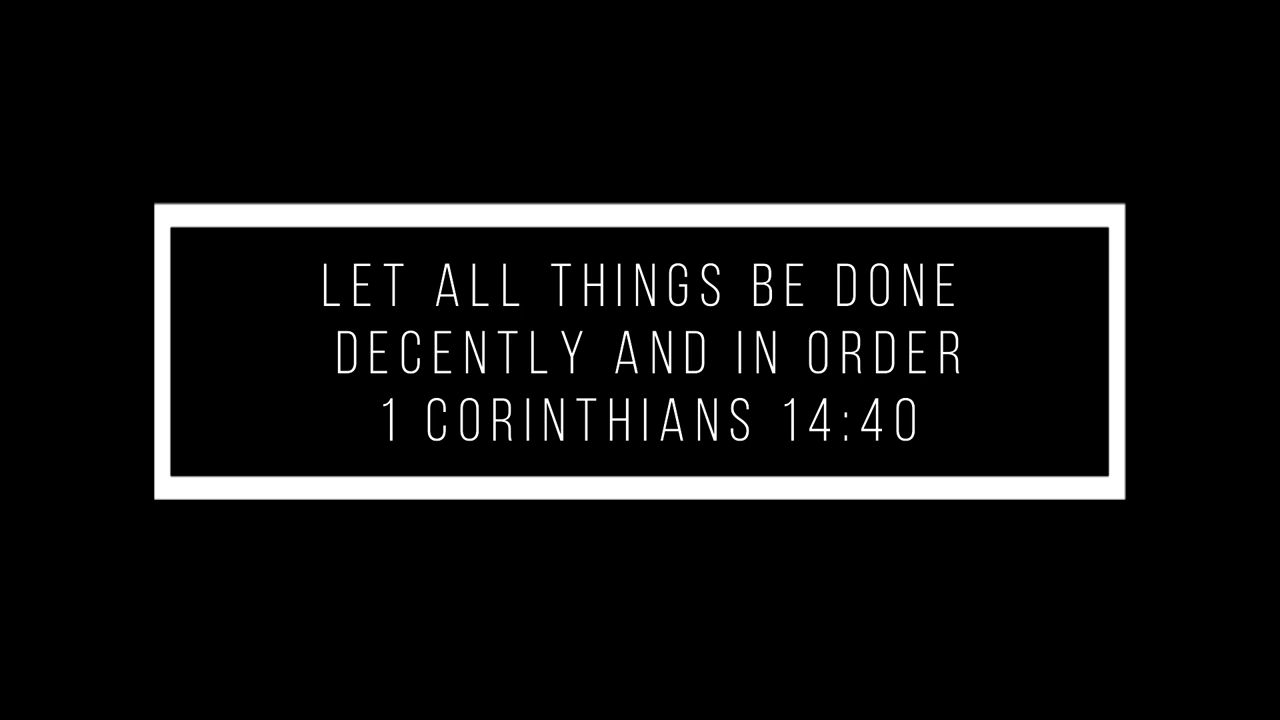 LET ALL THINGS BE DONE
DECENTLY AND IN ORDER
1 CORINTHIANS 14:40